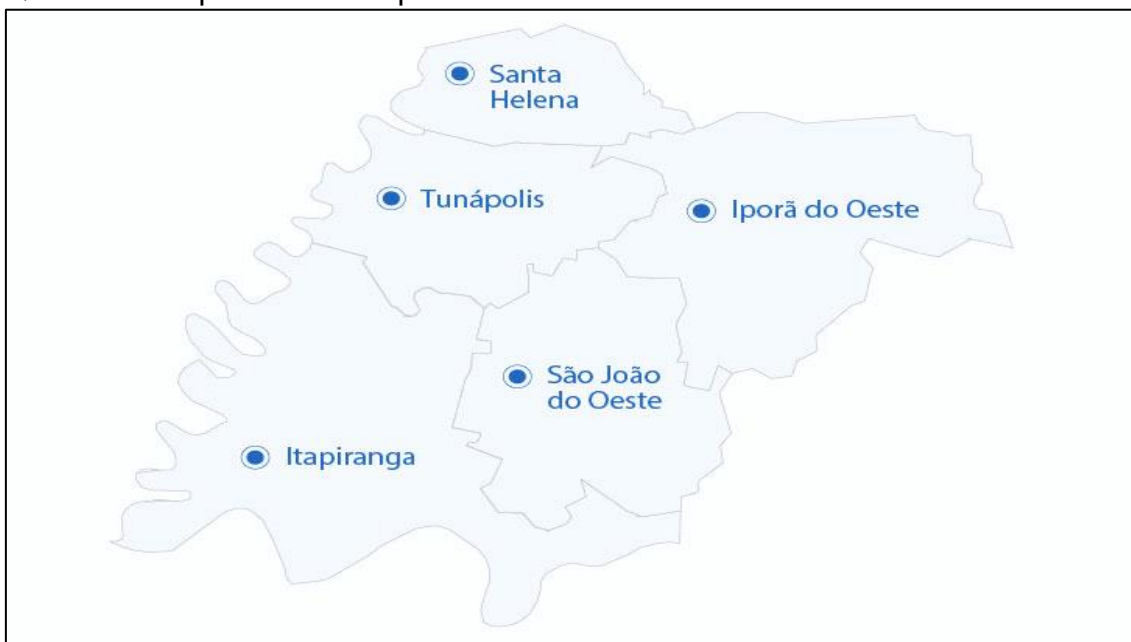 Santa
Helena
Tunápolis
Iporã do Oeste
São João
do Oeste
Itapiranga